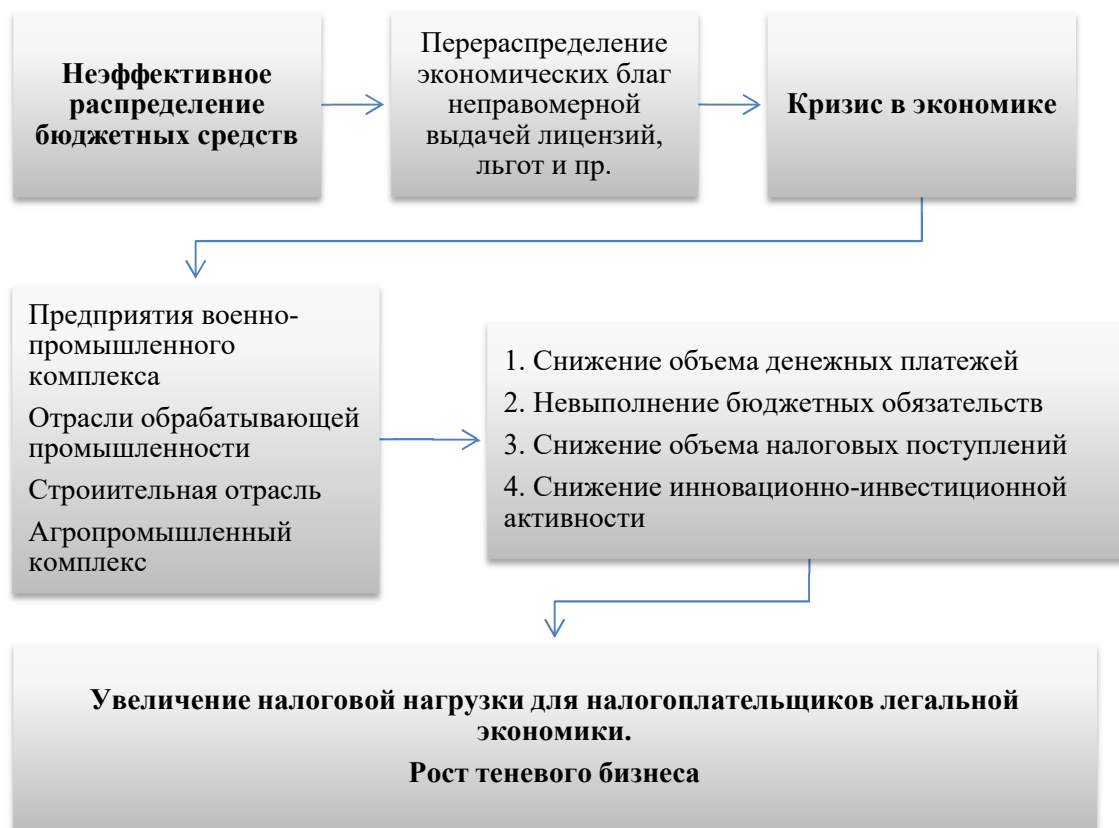 Неэффективное
распределение
бюджетных средств
Перераспределение
экономических благ
неправомерной
выдачей лицензий,
льгот и пр.
Кризис в экономике
Предприятия военно-
промышленного
комплекса
Отрасли обрабатывающей
промышленности
Строиительная отрасль
Агропромышленный
комплекс
1. Снижение объема денежных платежей
2. Невыполнение бюджетных обязательств
3. Снижение объема налоговых поступлений
4. Снижение инновационно-инвестиционной
активности
Увеличение налоговой нагрузки для налогоплательщиков легальной
экономики.
Рост теневого бизнеса